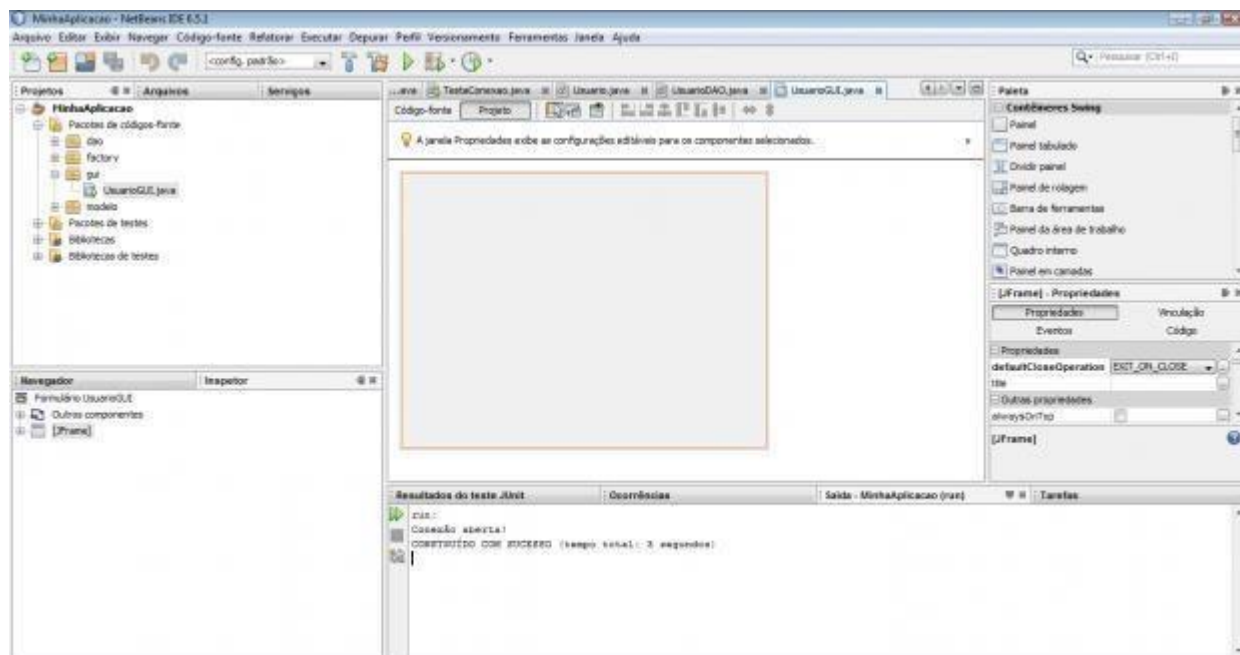 MinhaAplicacao - NetBeans IDE 6.5.1
Arquivo Editar Exibir Navegar Código-fonte Refatorar Executar Depurar Perfil Versionamento Ferramentas Janela Ajuda
<config. padrão>
Pesquisar (Ctrl+I)
Projetos
Arquivos
Serviços
MinhaAplicacao
Pacotes de códigos-fonte
dao
factory
gui
UsuarioGUI.java
modelo
Pacotes de testes
Bibliotecas
Bibliotecas de testes
Navegador
Inspetor
Formulário UsuarioGUI
Outros componentes
[JFrame]
...ava
TestaConexao.java
Usuario.java
UsuarioDAO.java
UsuarioGUI.java
Código-fonte
Projeto
A janela Propriedades exibe as configurações editáveis para os componentes selecionados.
Resultados do teste JUnit
Ocorrências
Saída - MinhaAplicacao (run)
Tarefas
run:
Conexão aberta!
CONSTRUÍDO COM SUCESSO (tempo total: 3 segundos)
Paleta
Contêineres Swing
Painel
Painel tabulado
Dividir painel
Painel de rolagem
Barra de ferramentas
Painel da área de trabalho
Quadro interno
Painel em camadas
[JFrame] - Propriedades
Propriedades
Vinculação
Eventos
Código
Propriedades
defaultCloseOperation EXIT_ON_CLOSE
title
Outras propriedades
alwaysOnTop
[JFrame]